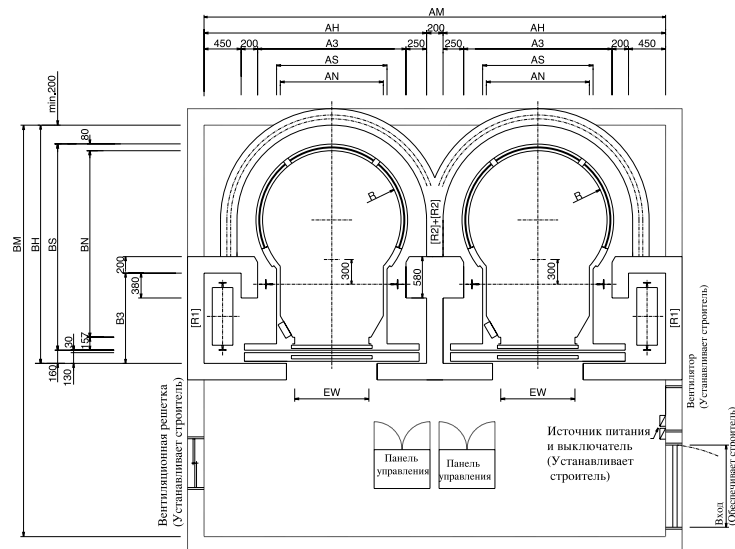 AM
AH 200 AH
450 200 A3 250 250 A3 200 450
AS AS
AN AN
min.200
80
BM
BH
BS
BN
R R
[R2]+[R2]
200
380
B3
300 580 300
[R1] [R1]
157
30
160
130
EW EW
Вентиляционная решетка
(Устанавливает строитель)
Панель
управления
Панель
управления
Источник питания
и выключатель
(Устанавливает
строитель)
Вентилятор
(Устанавливает строитель)
Вход
(Обеспечивает строитель)